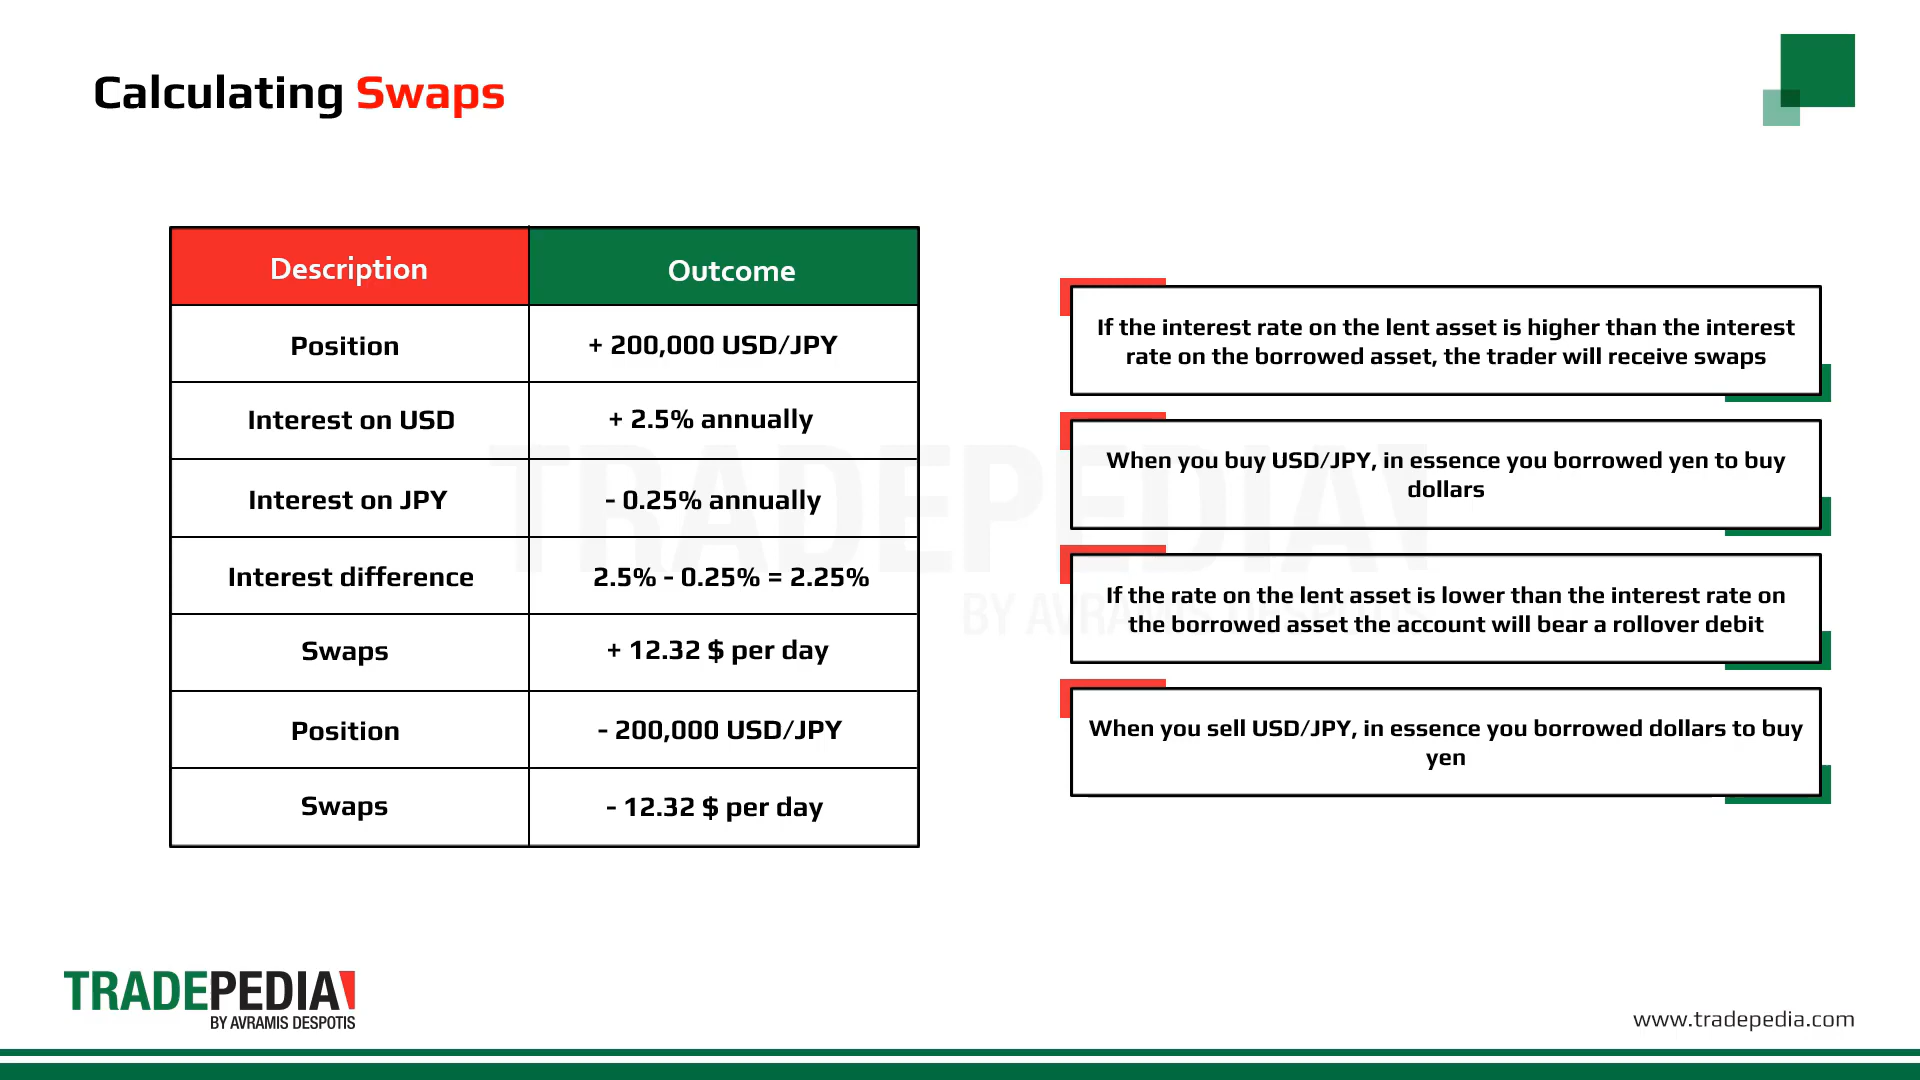 Calculating Swaps
Description Outcome
Position + 200,000 USD/JPY
Interest on USD + 2.5% annually
Interest on JPY - 0.25% annually
Interest difference 2.5% - 0.25% = 2.25%
Swaps + 12.32 $ per day
Position - 200,000 USD/JPY
Swaps - 12.32 $ per day
If the interest rate on the lent asset is higher than the interest
rate on the borrowed asset, the trader will receive swaps
When you buy USD/JPY, in essence you borrowed yen to buy
dollars
If the rate on the lent asset is lower than the interest rate on
the borrowed asset the account will bear a rollover debit
When you sell USD/JPY, in essence you borrowed dollars to buy
yen
TRADEPEDIA
BY AVRAMIS DESPOTIS
TRADEPEDIA
BY AVRAMIS DESPOTIS
www.tradepedia.com